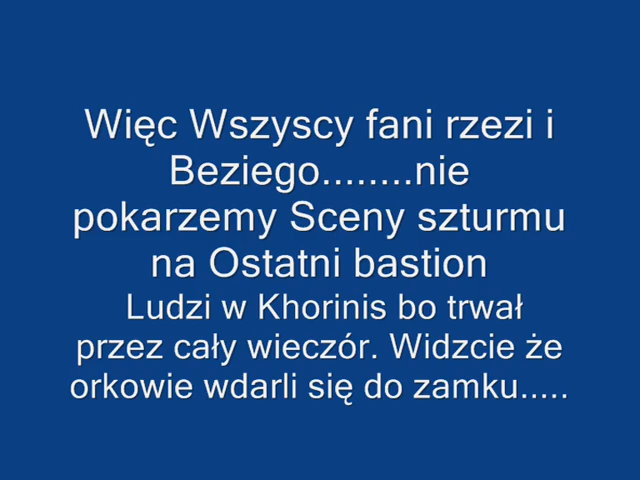 Więc Wszyscy fani rzezi i
Beziego........nie
pokarzemy Sceny szturmu
na Ostatni bastion
Ludzi w Khorinis bo trwał
przez cały wieczór. Widzcie że
orkowie wdarli się do zamku.....